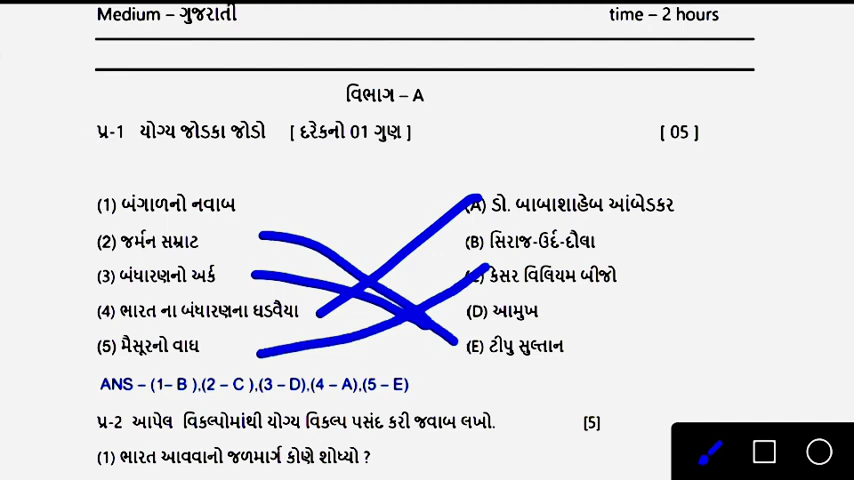 Medium – ગુજરાતી time – 2 hours
વિભાગ – A
પ્ર-1 યોગ્ય જોડકા જોડો [ દરેકનો 01 ગુણ ] [ 05 ]
(1) બંગાળનો નવાબ (A) ડો. બાબાશાહેબ આંબેડકર
(2) જર્મન સમ્રાટ (B) સિરાજ-ઉર્દ-દૌલા
(3) બંધારણનો અર્ક (C) કેસર વિલિયમ બીજો
(4) ભારત ના બંધારણના ઘડવૈયા (D) આમુખ
(5) મૈસૂરનો વાઘ (E) ટીપુ સુલ્તાન
ANS – (1– B ),(2 – C ),(3 – D),(4 – A),(5 – E)
પ્ર-2 આપેલ વિકલ્પોમાંથી યોગ્ય વિકલ્પ પસંદ કરી જવાબ લખો. [5]
(1) ભારત આવવાનો જળમાર્ગ કોણે શોધ્યો ?